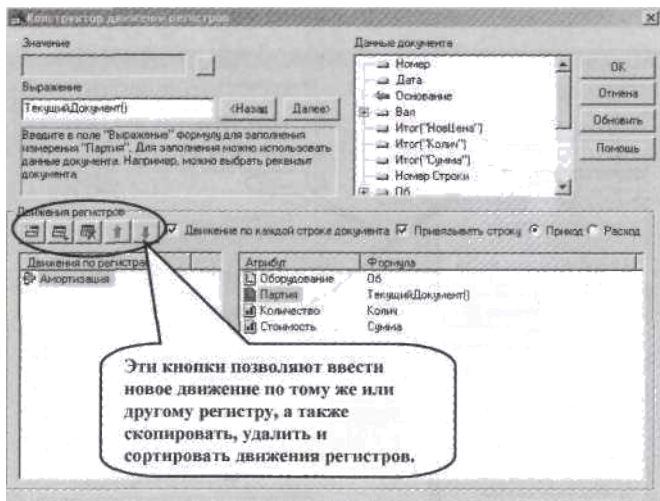 Конструктор движения регистров
Значение
Выражение
ТекущийДокумент()
<Назад
Далее>
Введите в поле "Выражение" формулу для заполнения
измерения "Партия". Для заполнения можно использовать
данные документа. Например, можно выбрать реквизит
документа
Данные документа
Номер
Дата
Основание
Вал
Итог("НовЦена")
Итог("Колич")
Итог("Сумма")
Номер Строки
Об
OK
Отмена
Обновить
Помощь
Движения регистров
Движение по каждой строке документа
Привязывать строку
Приход
Расход
Движения по регистра
Амортизация
Атрибут
Формула
Оборудование
Об
Партия
ТекущийДокумент()
Количество
Колич
Стоимость
Сумма
Эти кнопки позволяют ввести
новое движение по тому же или
другому регистру, а также
скопировать, удалить и
сортировать движения регистров.